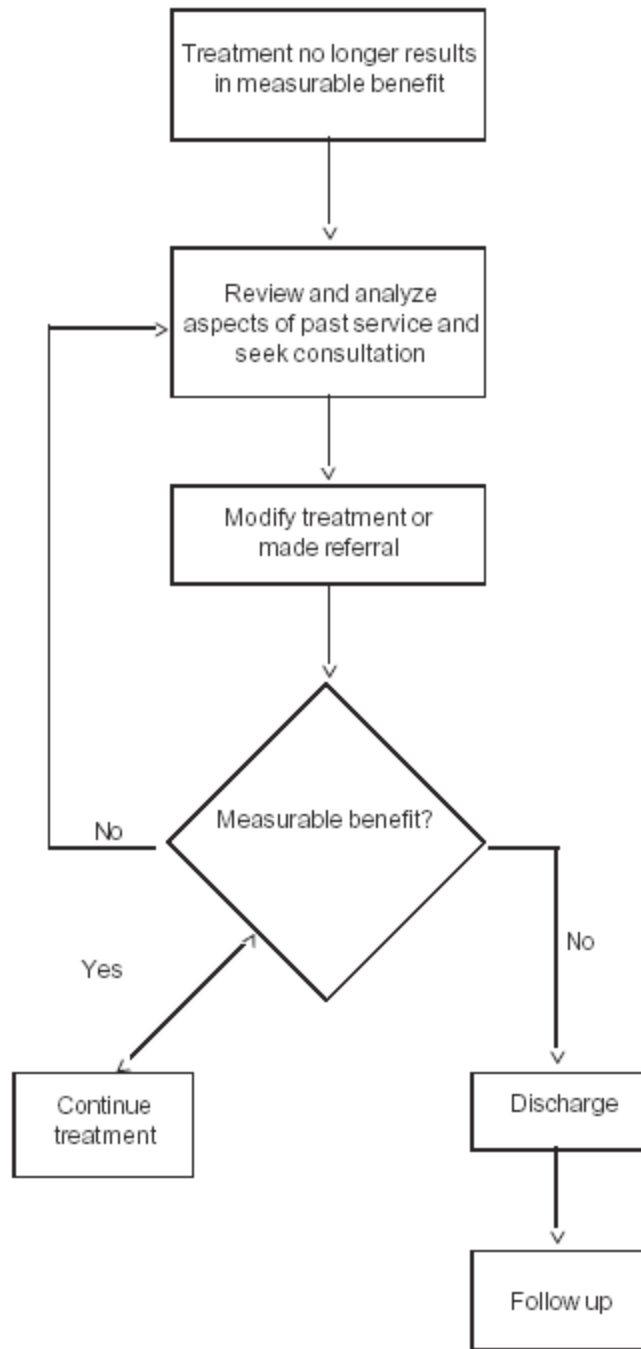 Treatment no longer results
in measurable benefit
Review and analyze
aspects of past service and
seek consultation
Modify treatment or
made referral
Measurable benefit?
No
No
Yes
Continue
treatment
Discharge
Follow up